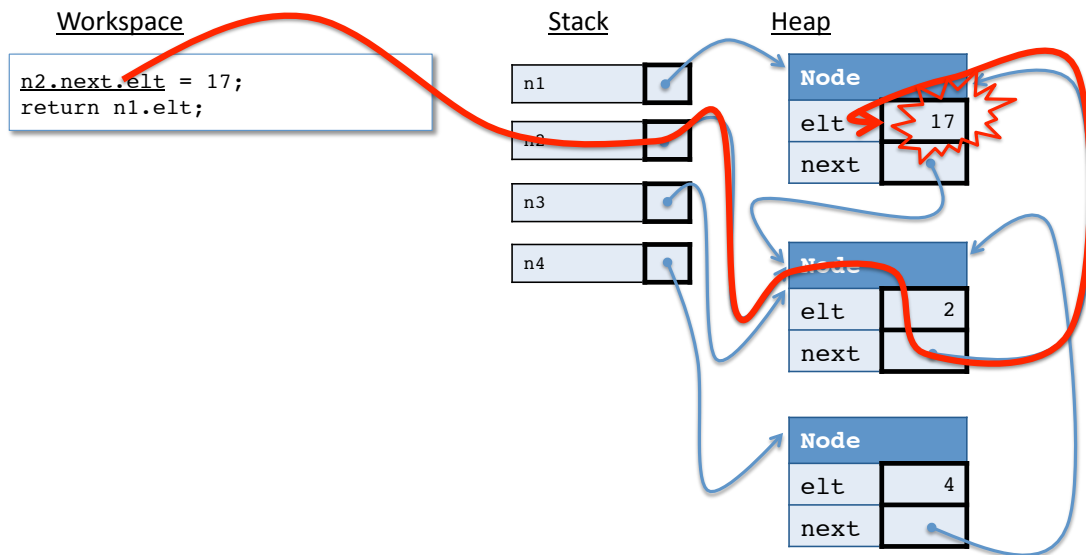 Workspace
Stack
Heap
n2.next.elt = 17;
return n1.elt;
n1
n2
n3
n4
Node
elt 17
next
Node
elt 2
next
Node
elt 4
next